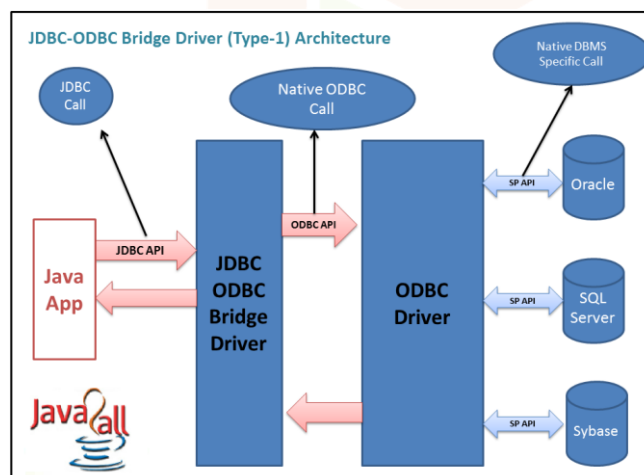 JDBC-ODBC Bridge Driver (Type-1) Architecture
Native DBMS
Specific Call
JDBC
Call
Native ODBC
Call
SP API
Oracle
JDBC API
ODBC API
Java
App
JDBC
ODBC
Bridge
Driver
ODBC
Driver
SP API
SQL
Server
Java2all
SP API
Sybase